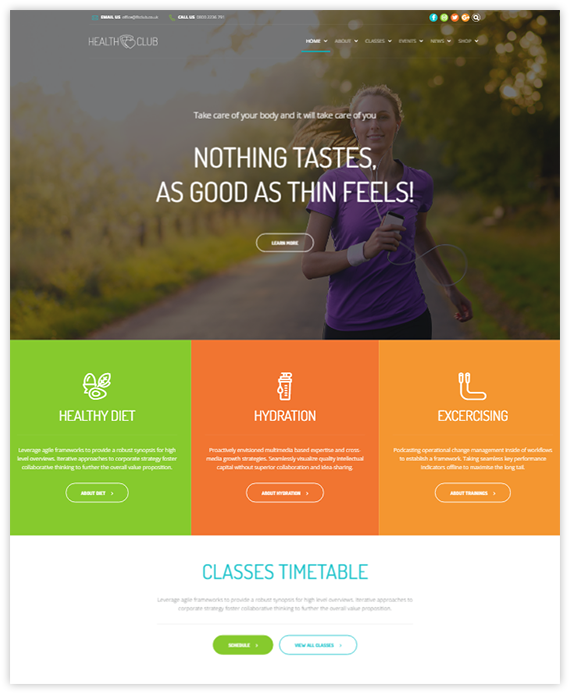 EMAIL US
CALL US
HEALTH CLUB
HOME ABOUT CLASSES EVENTS NEWS SHOP
Take care of your body and it will take care of you
NOTHING TASTES,
AS GOOD AS THIN FEELS!
LEARN MORE
HEALTHY DIET
Leverage agile frameworks to provide a robust synopsis for high
level overviews. Iterative approaches to corporate strategy foster
collaborative thinking to further the overall value proposition.
ABOUT DIET
HYDRATION
Proactively envisioned multimedia based expertise and cross-
media growth strategies. Seamlessly visualize quality intellectual
capital without superior collaboration and idea-sharing.
ABOUT HYDRATION
EXCERCISING
Podcasting operational change management inside of workflows
to establish a framework. Taking seamless key performance
indicators offline to maximise the long tail.
ABOUT TRAININGS
CLASSES TIMETABLE
Leverage agile frameworks to provide a robust synopsis for high level overviews. Iterative approaches to
corporate strategy foster collaborative thinking to further the overall value proposition.
SCHEDULE
VIEW ALL CLASSES